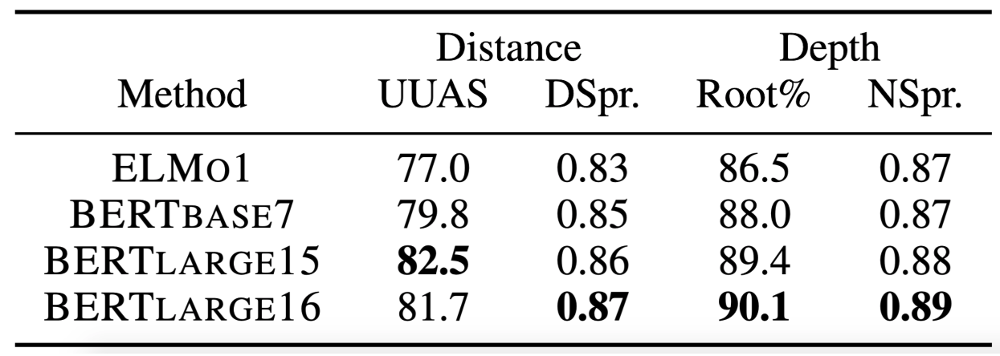 Distance Depth
Method UUAS DSpr. Root% NSpr.
ELMO1 77.0 0.83 86.5 0.87
BERTBASE7 79.8 0.85 88.0 0.87
BERTLARGE15 82.5 0.86 89.4 0.88
BERTLARGE16 81.7 0.87 90.1 0.89